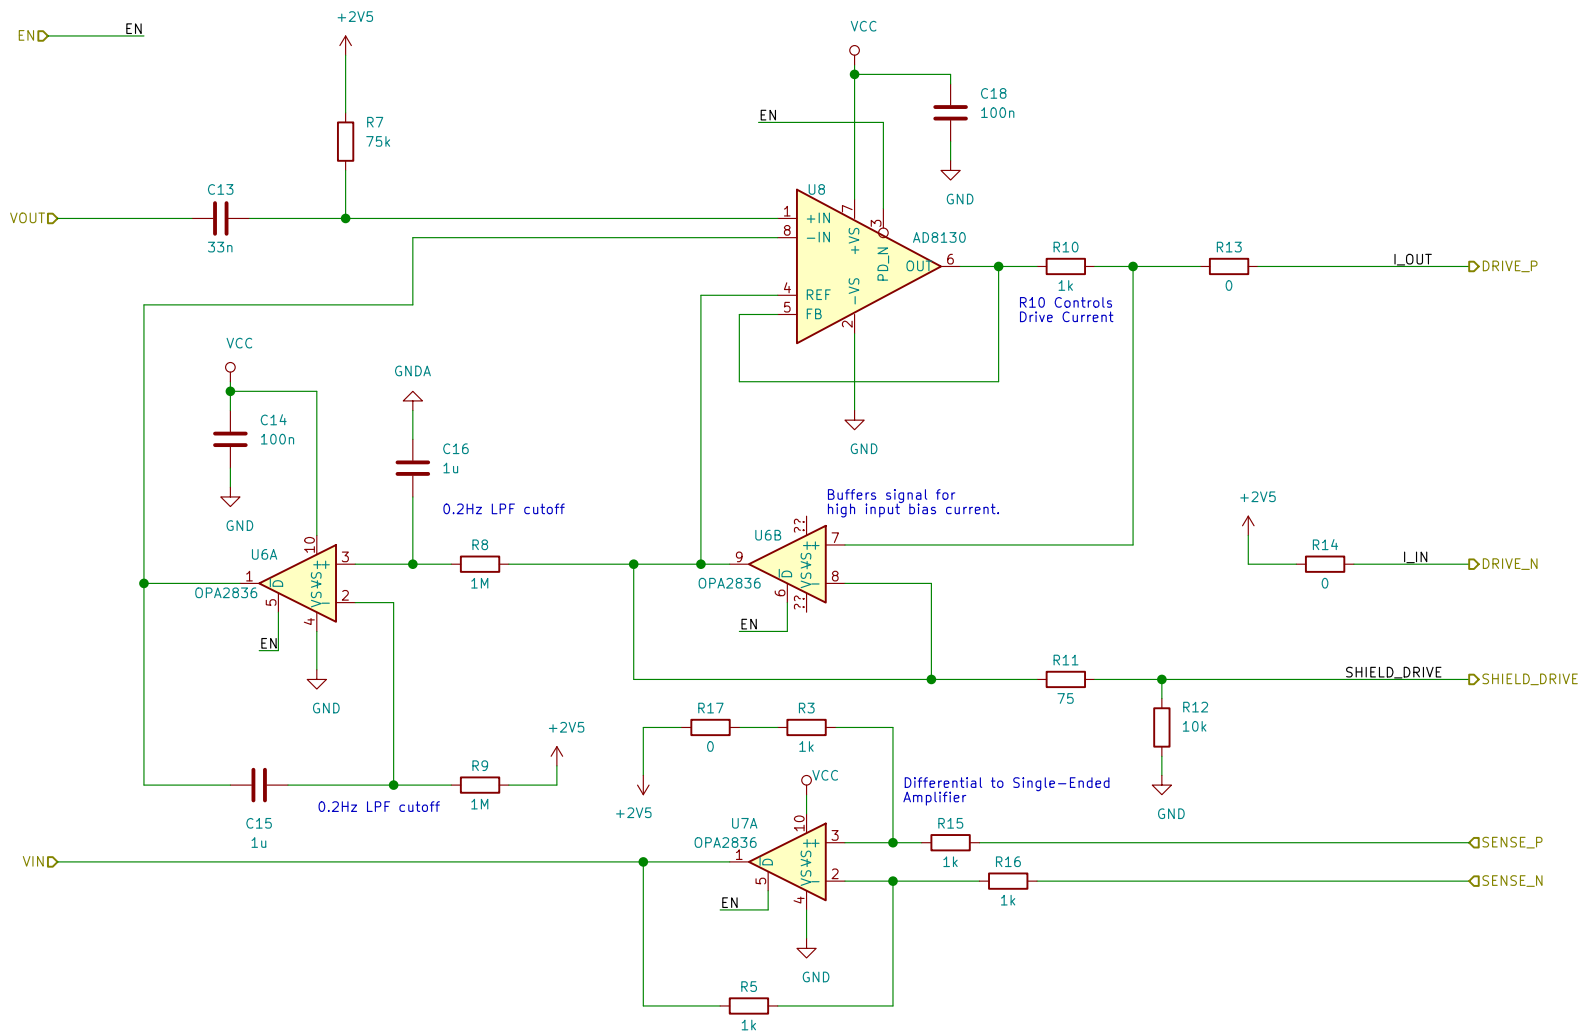 +2V5
EN
EN
VCC
C18
100n
EN
R7
75k
C13
33n
VOUT
GND
U8
1
+IN
8
-IN
7
+VS
3
PD_N
AD8130
OUT
6
4
REF
5
FB
-VS
2
R10
1k
R10 Controls
Drive Current
R13
0
I_OUT
DRIVE_P
VCC
C14
100n
GND
GNDA
C16
1u
0.2Hz LPF cutoff
GND
Buffers signal for
high input bias current.
+2V5
R14
0
I_IN
DRIVE_N
U6A
OPA2836
1
10
3
+
2
-
VS+
VS-
D
5
4
EN
GND
R8
1M
U6B
OPA2836
9
??
7
+
8
-
VS+
VS-
D
6
??
EN
R11
75
SHIELD_DRIVE
SHIELD_DRIVE
R12
10k
GND
R17
0
R3
1k
+2V5
+2V5
R9
1M
0.2Hz LPF cutoff
C15
1u
VCC
Differential to Single-Ended
Amplifier
U7A
OPA2836
1
10
3
+
2
-
VS+
VS-
D
5
4
EN
GND
VIN
R15
1k
SENSE_P
R16
1k
SENSE_N
R5
1k